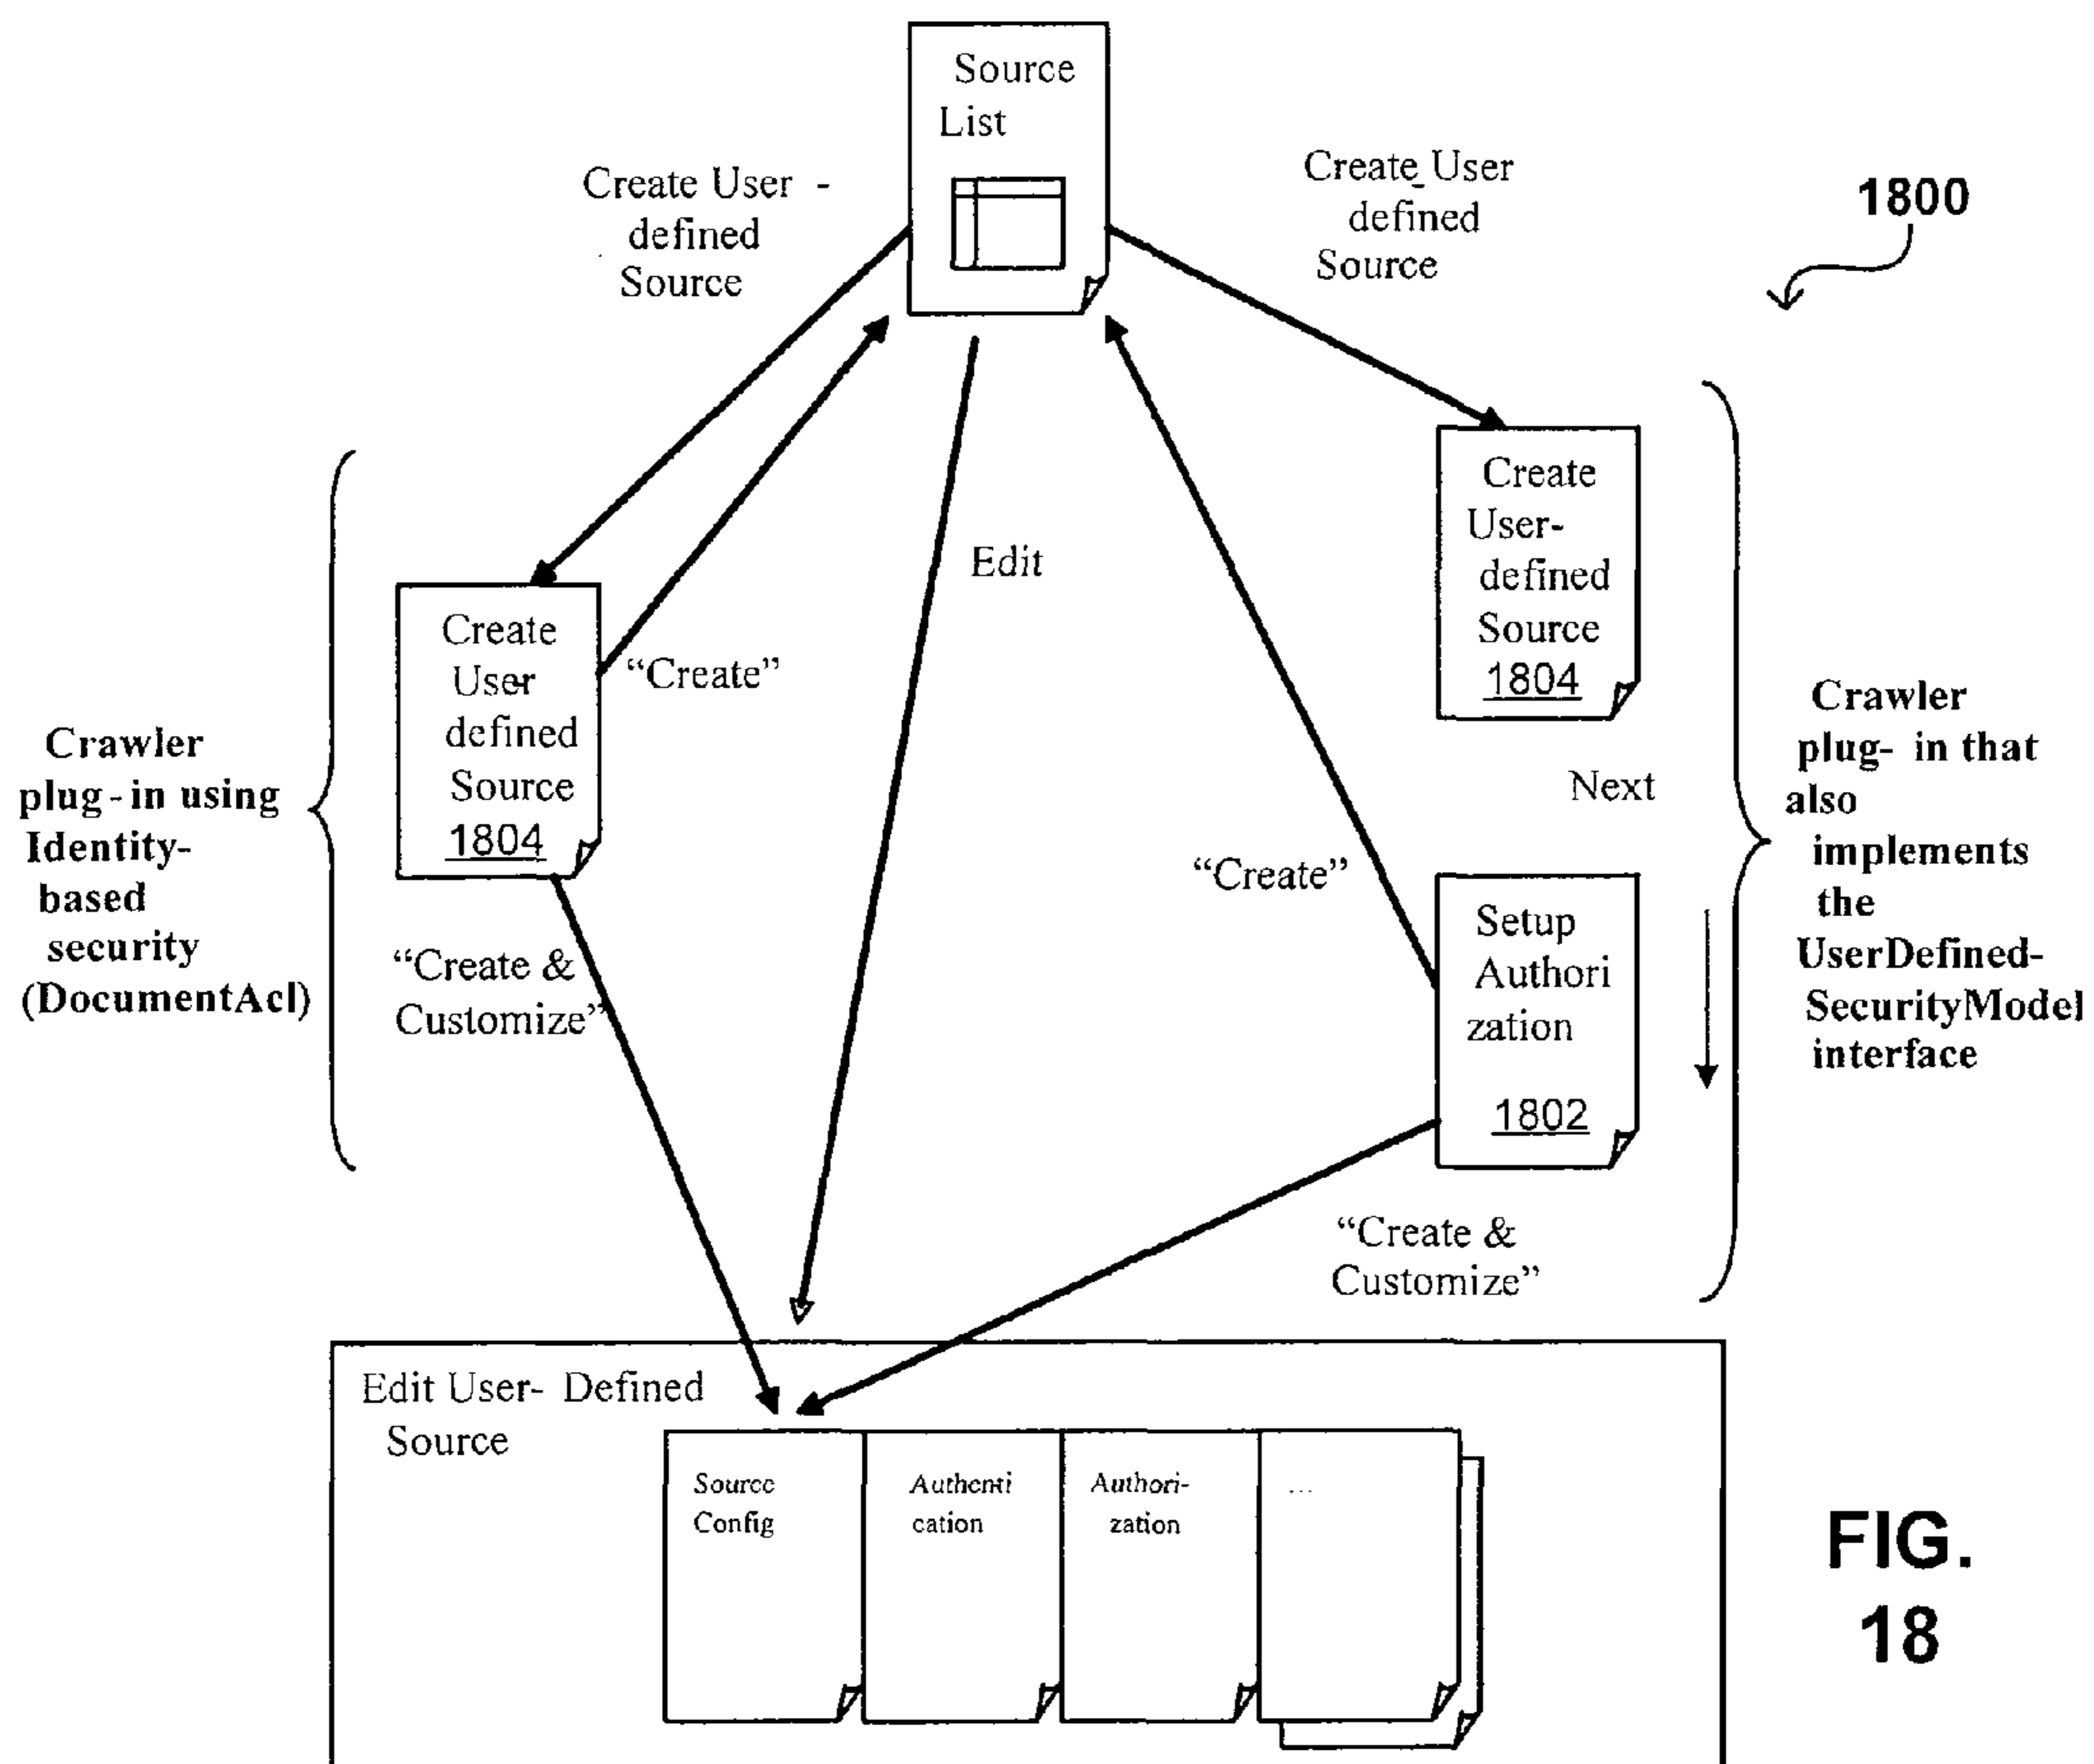 Source
List
Create User -
defined
Source
Create User
-
defined
Source
1800
Create
User-
defined
Source
1804
Edit
Create
User
defined
Source
1804
"Create"
Crawler
plug-in using
Identity-
based
security
(DocumentAcl)
Next
Crawler
plug- in that
also
implements
the
UserDefined-
SecurityModel
interface
"Create"
Setup
Authori
zation
1802
"Create &
Customize"
"Create &
Customize"
Edit User- Defined
Source
Source
Config
Authenti
cation
Authori-
zation
...
FIG.
18